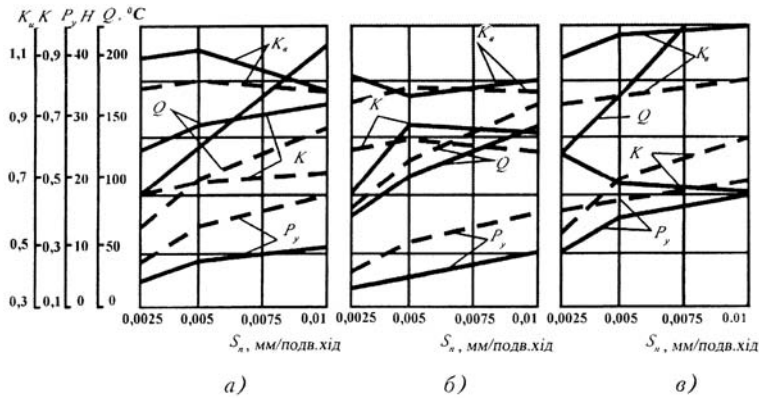 Kи K Pу H Q, °C
1,1 0,9 40 200
0,9 0,7 30 150
0,7 0,5 20 100
0,5 0,3 10 50
0,3 0,1 0 0
Kи
Q
K
Pу
Kи
K
Q
Pу
Kи
Q
K
Pу
0,0025 0,005 0,0075 0,01
0,0025 0,005 0,0075 0,01
0,0025 0,005 0,0075 0,01
Sп, мм/подв.хід
Sп, мм/подв.хід
Sп, мм/подв.хід
а)
б)
в)